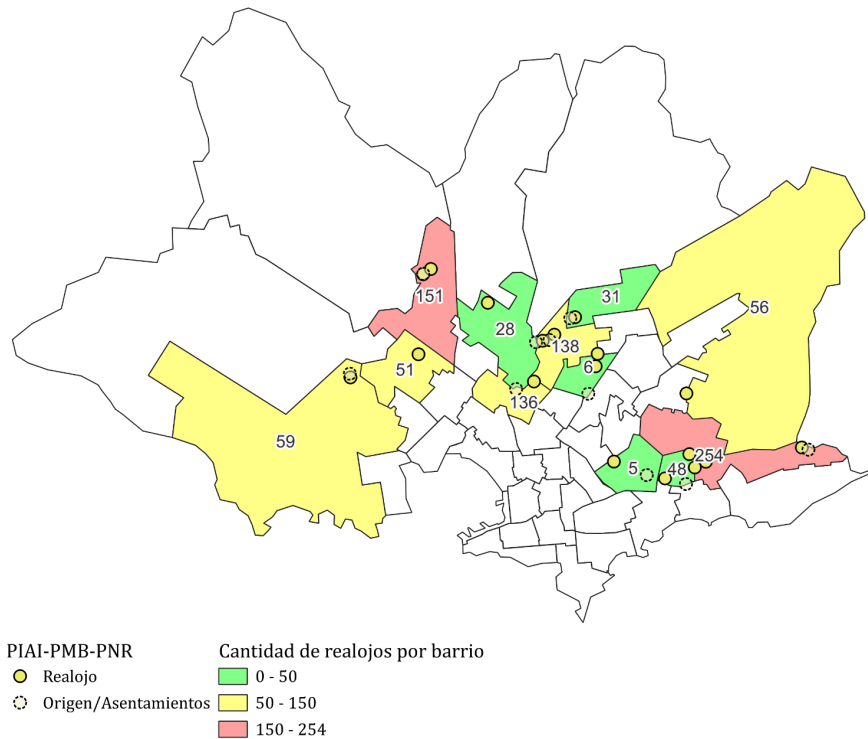 151
31
28
56
138
6
51
136
59
254
5
48
PIAI-PMB-PNR
Realojo
Origen/Asentamientos
Cantidad de realojos por barrio
0 - 50
50 - 150
150 - 254